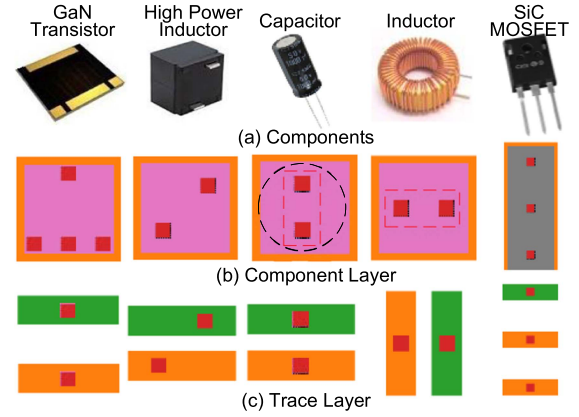 GaN
Transistor
High Power
Inductor
Capacitor
Inductor
SiC
MOSFET
(a) Components
(b) Component Layer
(c) Trace Layer